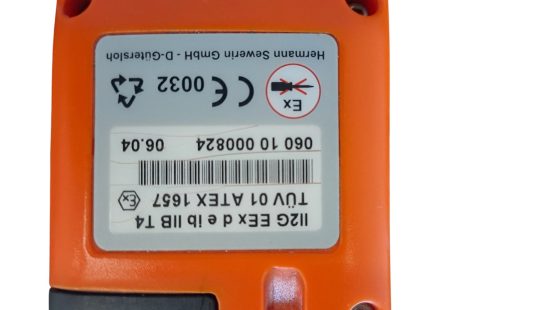 II2G EEx d e ib IIB T4
TÜV 01 ATEX 1657 Ex
060 10 000824 06.04
Ex CE 0032
Hermann Sewerin GmbH - D-Gütersloh